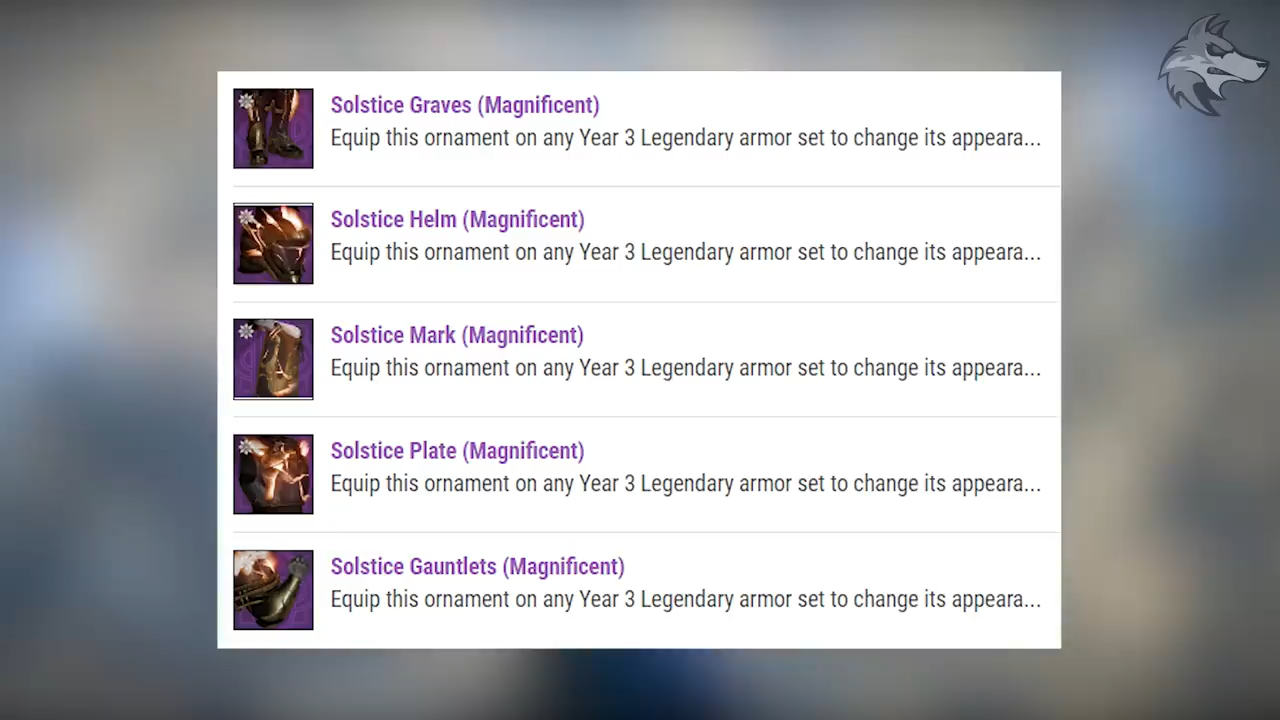 Solstice Graves (Magnificent)
Equip this ornament on any Year 3 Legendary armor set to change its appeara...
Solstice Helm (Magnificent)
Equip this ornament on any Year 3 Legendary armor set to change its appeara...
Solstice Mark (Magnificent)
Equip this ornament on any Year 3 Legendary armor set to change its appeara...
Solstice Plate (Magnificent)
Equip this ornament on any Year 3 Legendary armor set to change its appeara...
Solstice Gauntlets (Magnificent)
Equip this ornament on any Year 3 Legendary armor set to change its appeara...